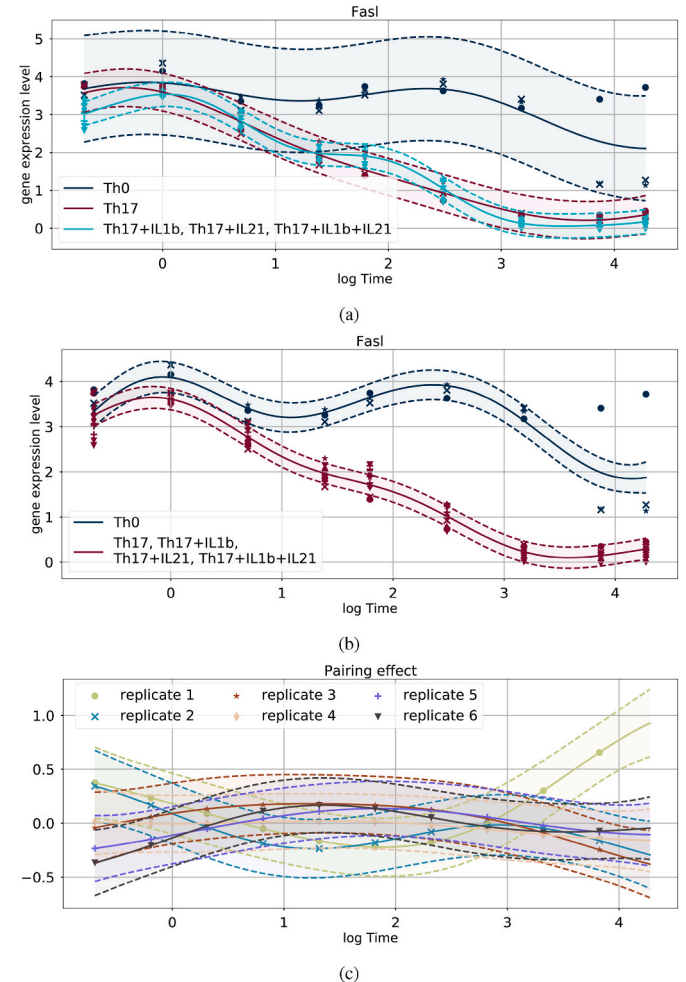 Fasl
5
4
3
2
1
0
gene expression level
Th0
Th17
Th17+IL1b, Th17+IL21, Th17+IL1b+IL21
0 1 2 3 4
log Time
(a)
Fasl
4
3
2
1
0
gene expression level
Th0
Th17, Th17+IL1b,
Th17+IL21, Th17+IL1b+IL21
0 1 2 3 4
log Time
(b)
Pairing effect
replicate 1 replicate 3 replicate 5
replicate 2 replicate 4 replicate 6
1.0
0.5
0.0
−0.5
0 1 2 3 4
log Time
(c)